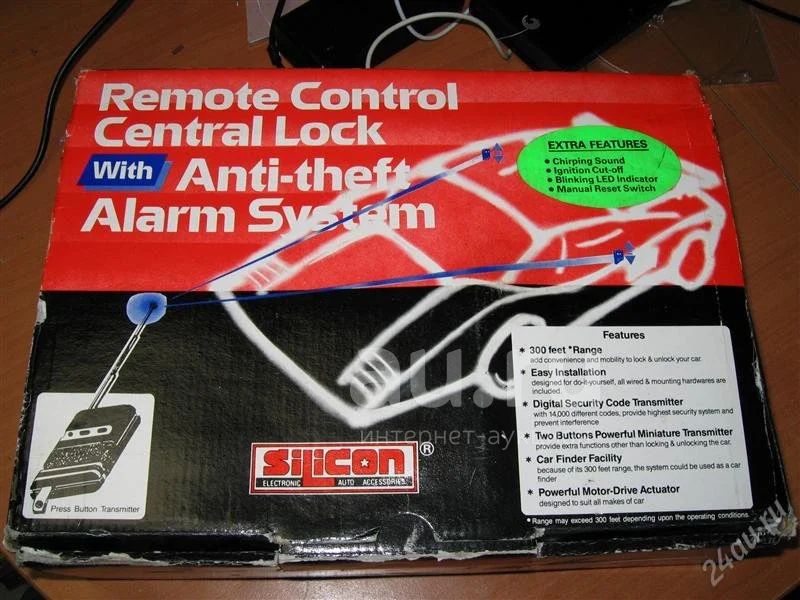 Remote Control
Central Lock
With Anti-theft
Alarm System
EXTRA FEATURES
• Chirping Sound
• Ignition Cut-off
• Blinking LED Indicator
• Manual Reset Switch
Features
* 300 feet *Range
add convenience and mobility to lock & unlock your car.
* Easy Installation
designed for do-it-yourself, all wired & mounting hardwares are
included.
* Digital Security Code Transmitter
with 14,000 different codes, provide highest security system and
prevent interference
* Two Buttons Powerful Miniature Transmitter
provide extra functions other than locking & unlocking the car.
* Car Finder Facility
because of its 300 feet range, the system could be used as a car
finder
* Powerful Motor-Drive Actuator
designed to suit all makes of car
* Range may exceed 300 feet depending upon the operating conditions.
Press Button Transmitter
SiliCON ®
ELECTRONIC AUTO ACCESSORIES
au.ru
интернет-ау
24au.ru